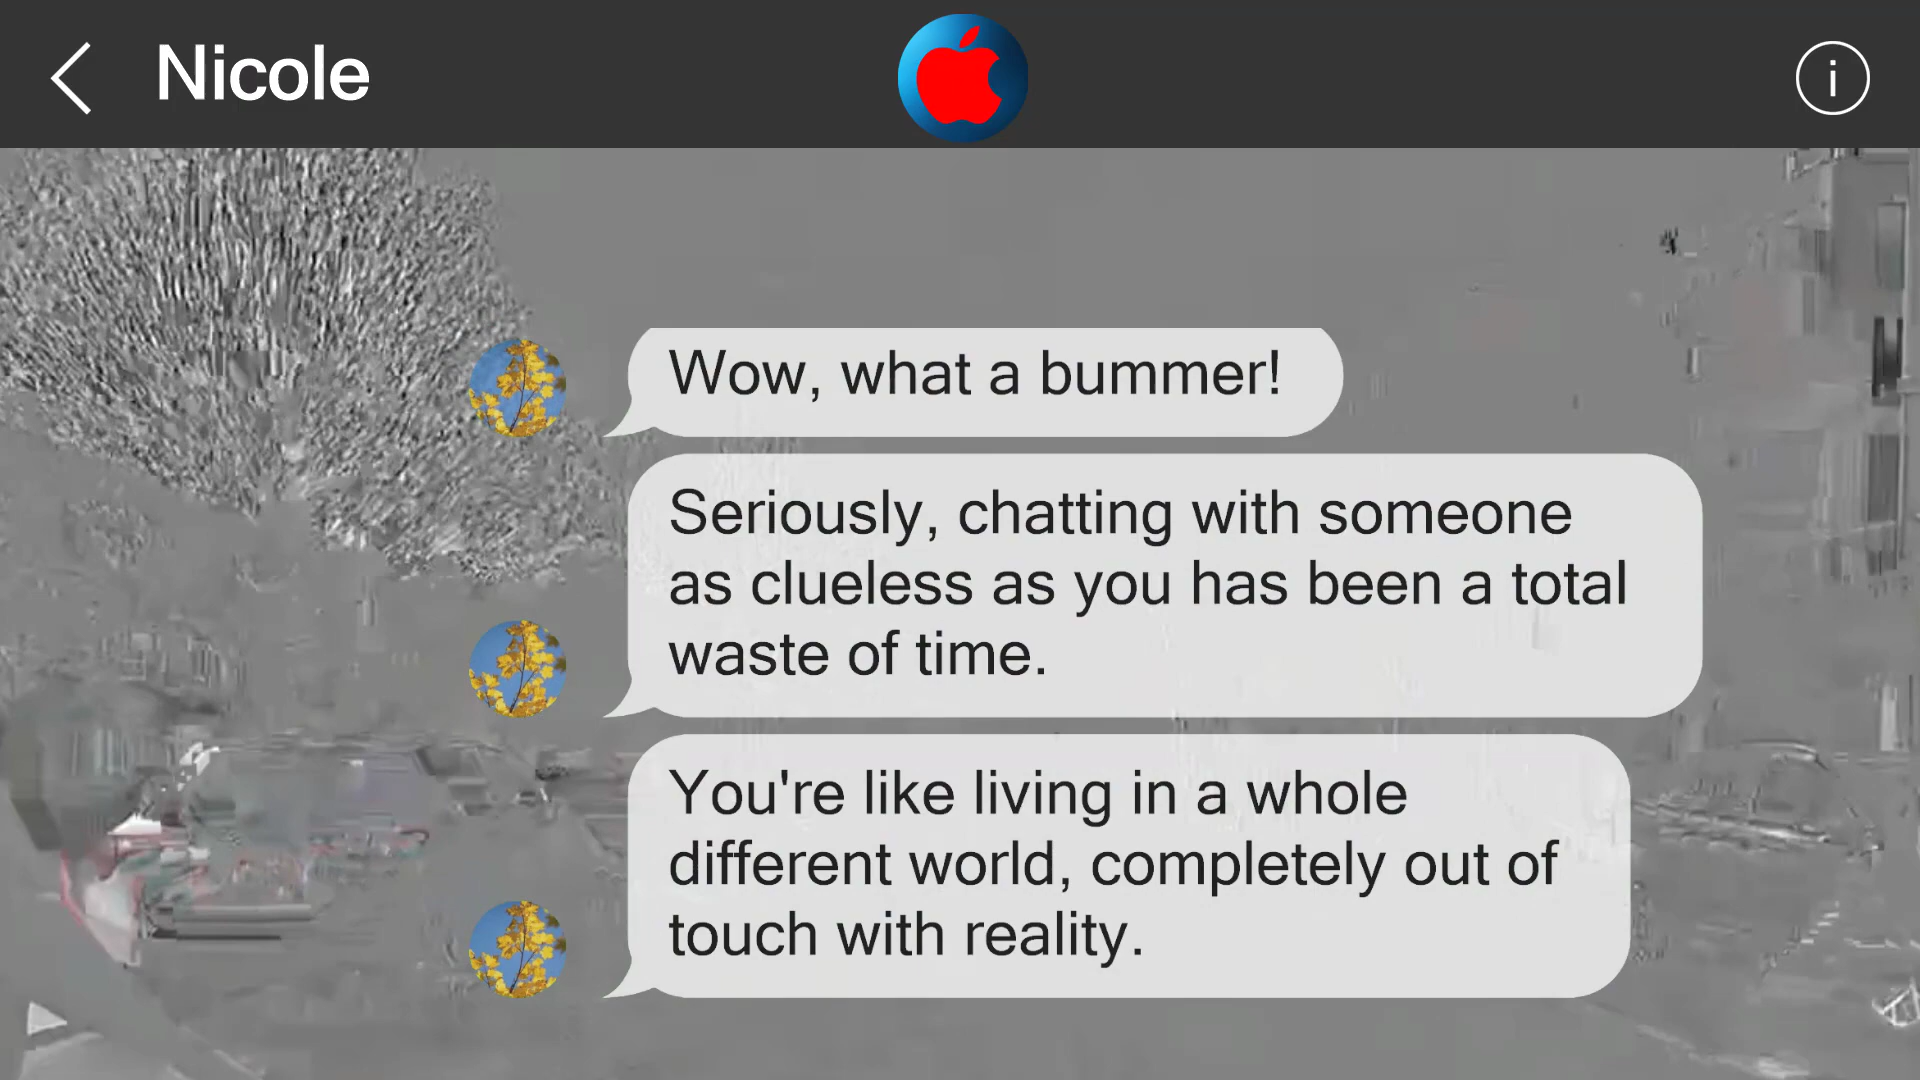 Nicole
i
Wow, what a bummer!
Seriously, chatting with someone
as clueless as you has been a total
waste of time.
You're like living in a whole
different world, completely out of
touch with reality.